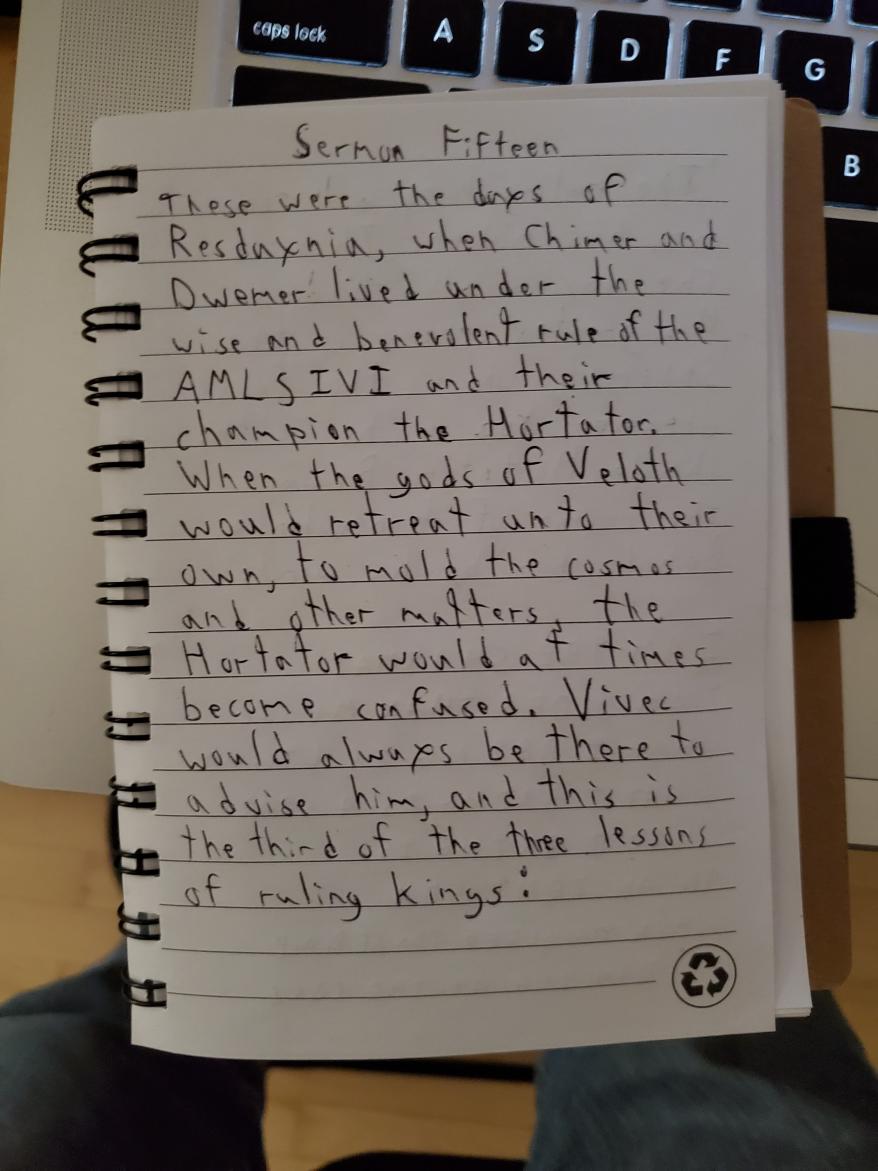 caps lock A S D F G
B
Sermon Fifteen
These were the days of
Resdaynia, when Chimer and
Dwemer lived under the
wise and benevolent rule of the
AMLSIVI and their
champion the Hortator.
When the gods of Veloth
would retreat unto their
own, to mold the cosmos
and other matters, the
Hortator would at times
become confused. Vivec
would always be there to
advise him, and this is
the third of the three lessons
of ruling kings: